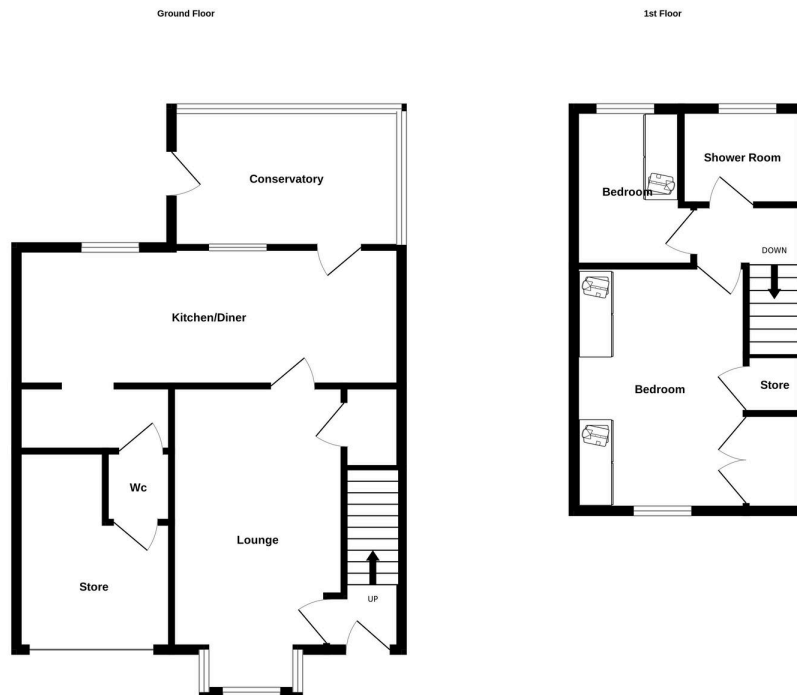 Ground Floor
Conservatory
Kitchen/Diner
Wc
Lounge
Store
UP
1st Floor
Shower Room
Bedroom
DOWN
Bedroom
Store